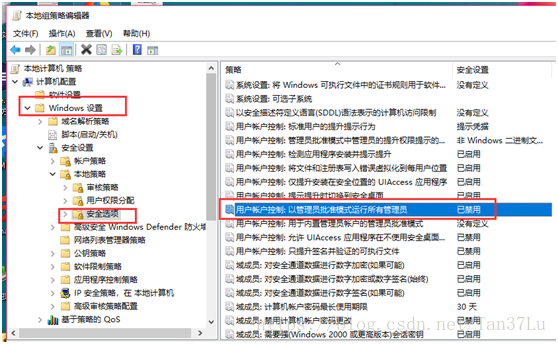 本地组策略编辑器
文件(F) 操作(A) 查看(V) 帮助(H)
本地计算机 策略
计算机配置
软件设置
Windows 设置
域名解析策略
脚本(启动/关机)
安全设置
帐户策略
本地策略
审核策略
用户权限分配
安全选项
高级安全 Windows Defender 防火墙
网络列表管理器策略
公钥策略
软件限制策略
应用程序控制策略
IP 安全策略，在 本地计算机
高级审核策略配置
基于策略的 QoS
策略 安全设置
系统设置: 将 Windows 可执行文件中的证书规则用于软件... 没有定义
系统设置: 可选子系统
以安全描述符定义语言(SDDL)语法表示的计算机访问限制 没有定义
用户帐户控制: 标准用户的提升提示行为 提示凭据
用户帐户控制: 管理员批准模式中管理员的提升权限提示的... 非 Windows 二进制文...
用户帐户控制: 检测应用程序安装并提示提升 已启用
用户帐户控制: 将文件和注册表写入错误虚拟化到每用户位置 已启用
用户帐户控制: 仅提升安装在安全位置的 UIAccess 应用程序 已启用
用户帐户控制: 提示提升时切换到安全桌面 已启用
用户帐户控制: 以管理员批准模式运行所有管理员 已禁用
用户帐户控制: 用于内置管理员帐户的管理员批准模式 没有定义
用户帐户控制: 允许 UIAccess 应用程序在不使用安全桌面... 已禁用
用户帐户控制: 只提升签名并验证的可执行文件 已禁用
域成员: 对安全通道数据进行数字加密(如果可能) 已启用
域成员: 对安全通道数据进行数字加密或数字签名(始终) 已启用
域成员: 对安全通道数据进行数字签名(如果可能) 已启用
域成员: 计算机帐户密码最长使用期限 30 天
域成员: 禁用计算机帐户密码更改 已禁用
域成员: 需要强(Windows 2000 或更高版本)会话密钥 已启用
https://blog.csdn.net/Tan37Lu